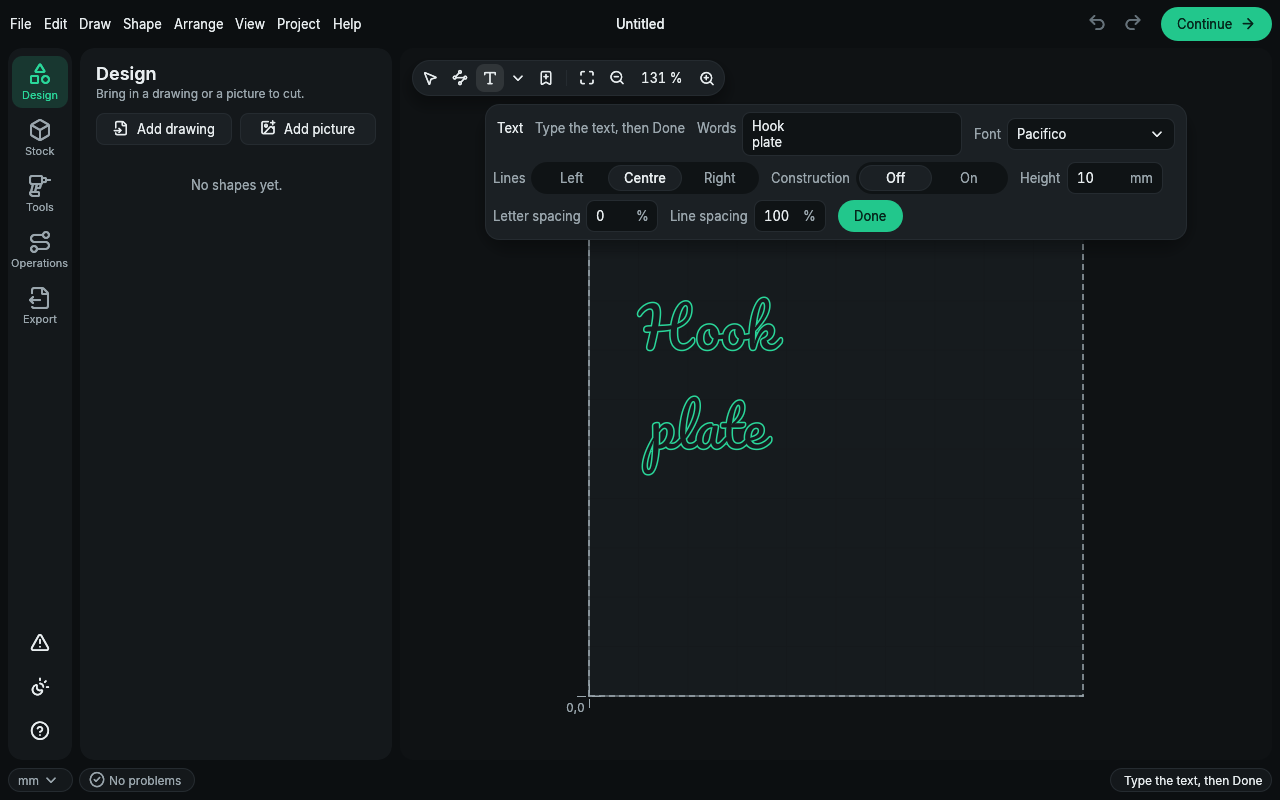 File Edit Draw Shape Arrange View Project Help
Untitled
Continue
Design
Stock
Tools
Operations
Export
Design
Bring in a drawing or a picture to cut.
Add drawing
Add picture
No shapes yet.
131 %
Text Type the text, then Done Words
Hook
plate
Font Pacifico
Lines Left Centre Right Construction Off On Height 10 mm
Letter spacing 0 % Line spacing 100 % Done
Hook
plate
0,0
mm
No problems
Type the text, then Done